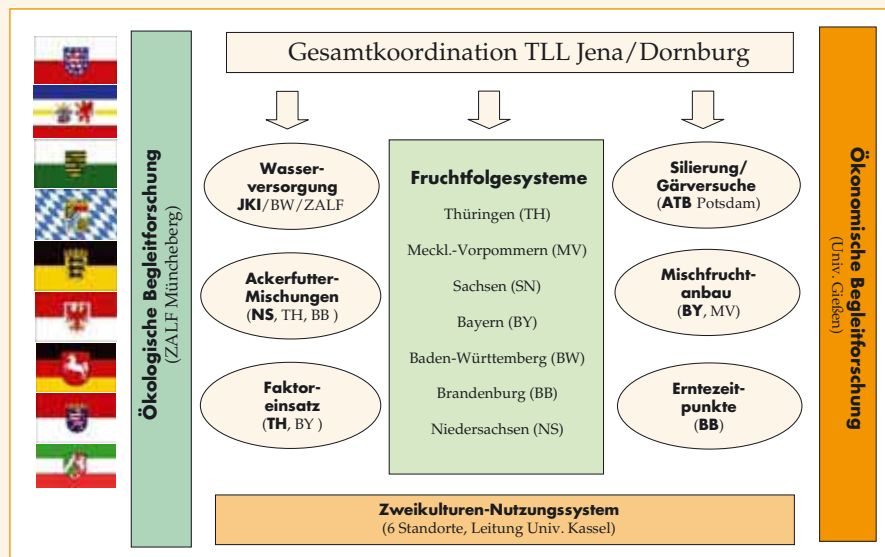 Gesamtkoordination TLL Jena/Dornburg
Ökologische Begleitforschung
(ZALF Müncheberg)
Wasser-
versorgung
JKI/BW/ZALF
Ackerfutter-
Mischungen
(NS, TH, BB )
Faktor-
einsatz
(TH, BY )
Fruchtfolgesysteme
Thüringen (TH)
Meckl.-Vorpommern (MV)
Sachsen (SN)
Bayern (BY)
Baden-Württemberg (BW)
Brandenburg (BB)
Niedersachsen (NS)
Silierung/
Gärversuche
(ATB Potsdam)
Mischfrucht-
anbau
(BY, MV)
Erntezeit-
punkte
(BB)
Ökonomische Begleitforschung
(Univ. Gießen)
Zweikulturen-Nutzungssystem
(6 Standorte, Leitung Univ. Kassel)